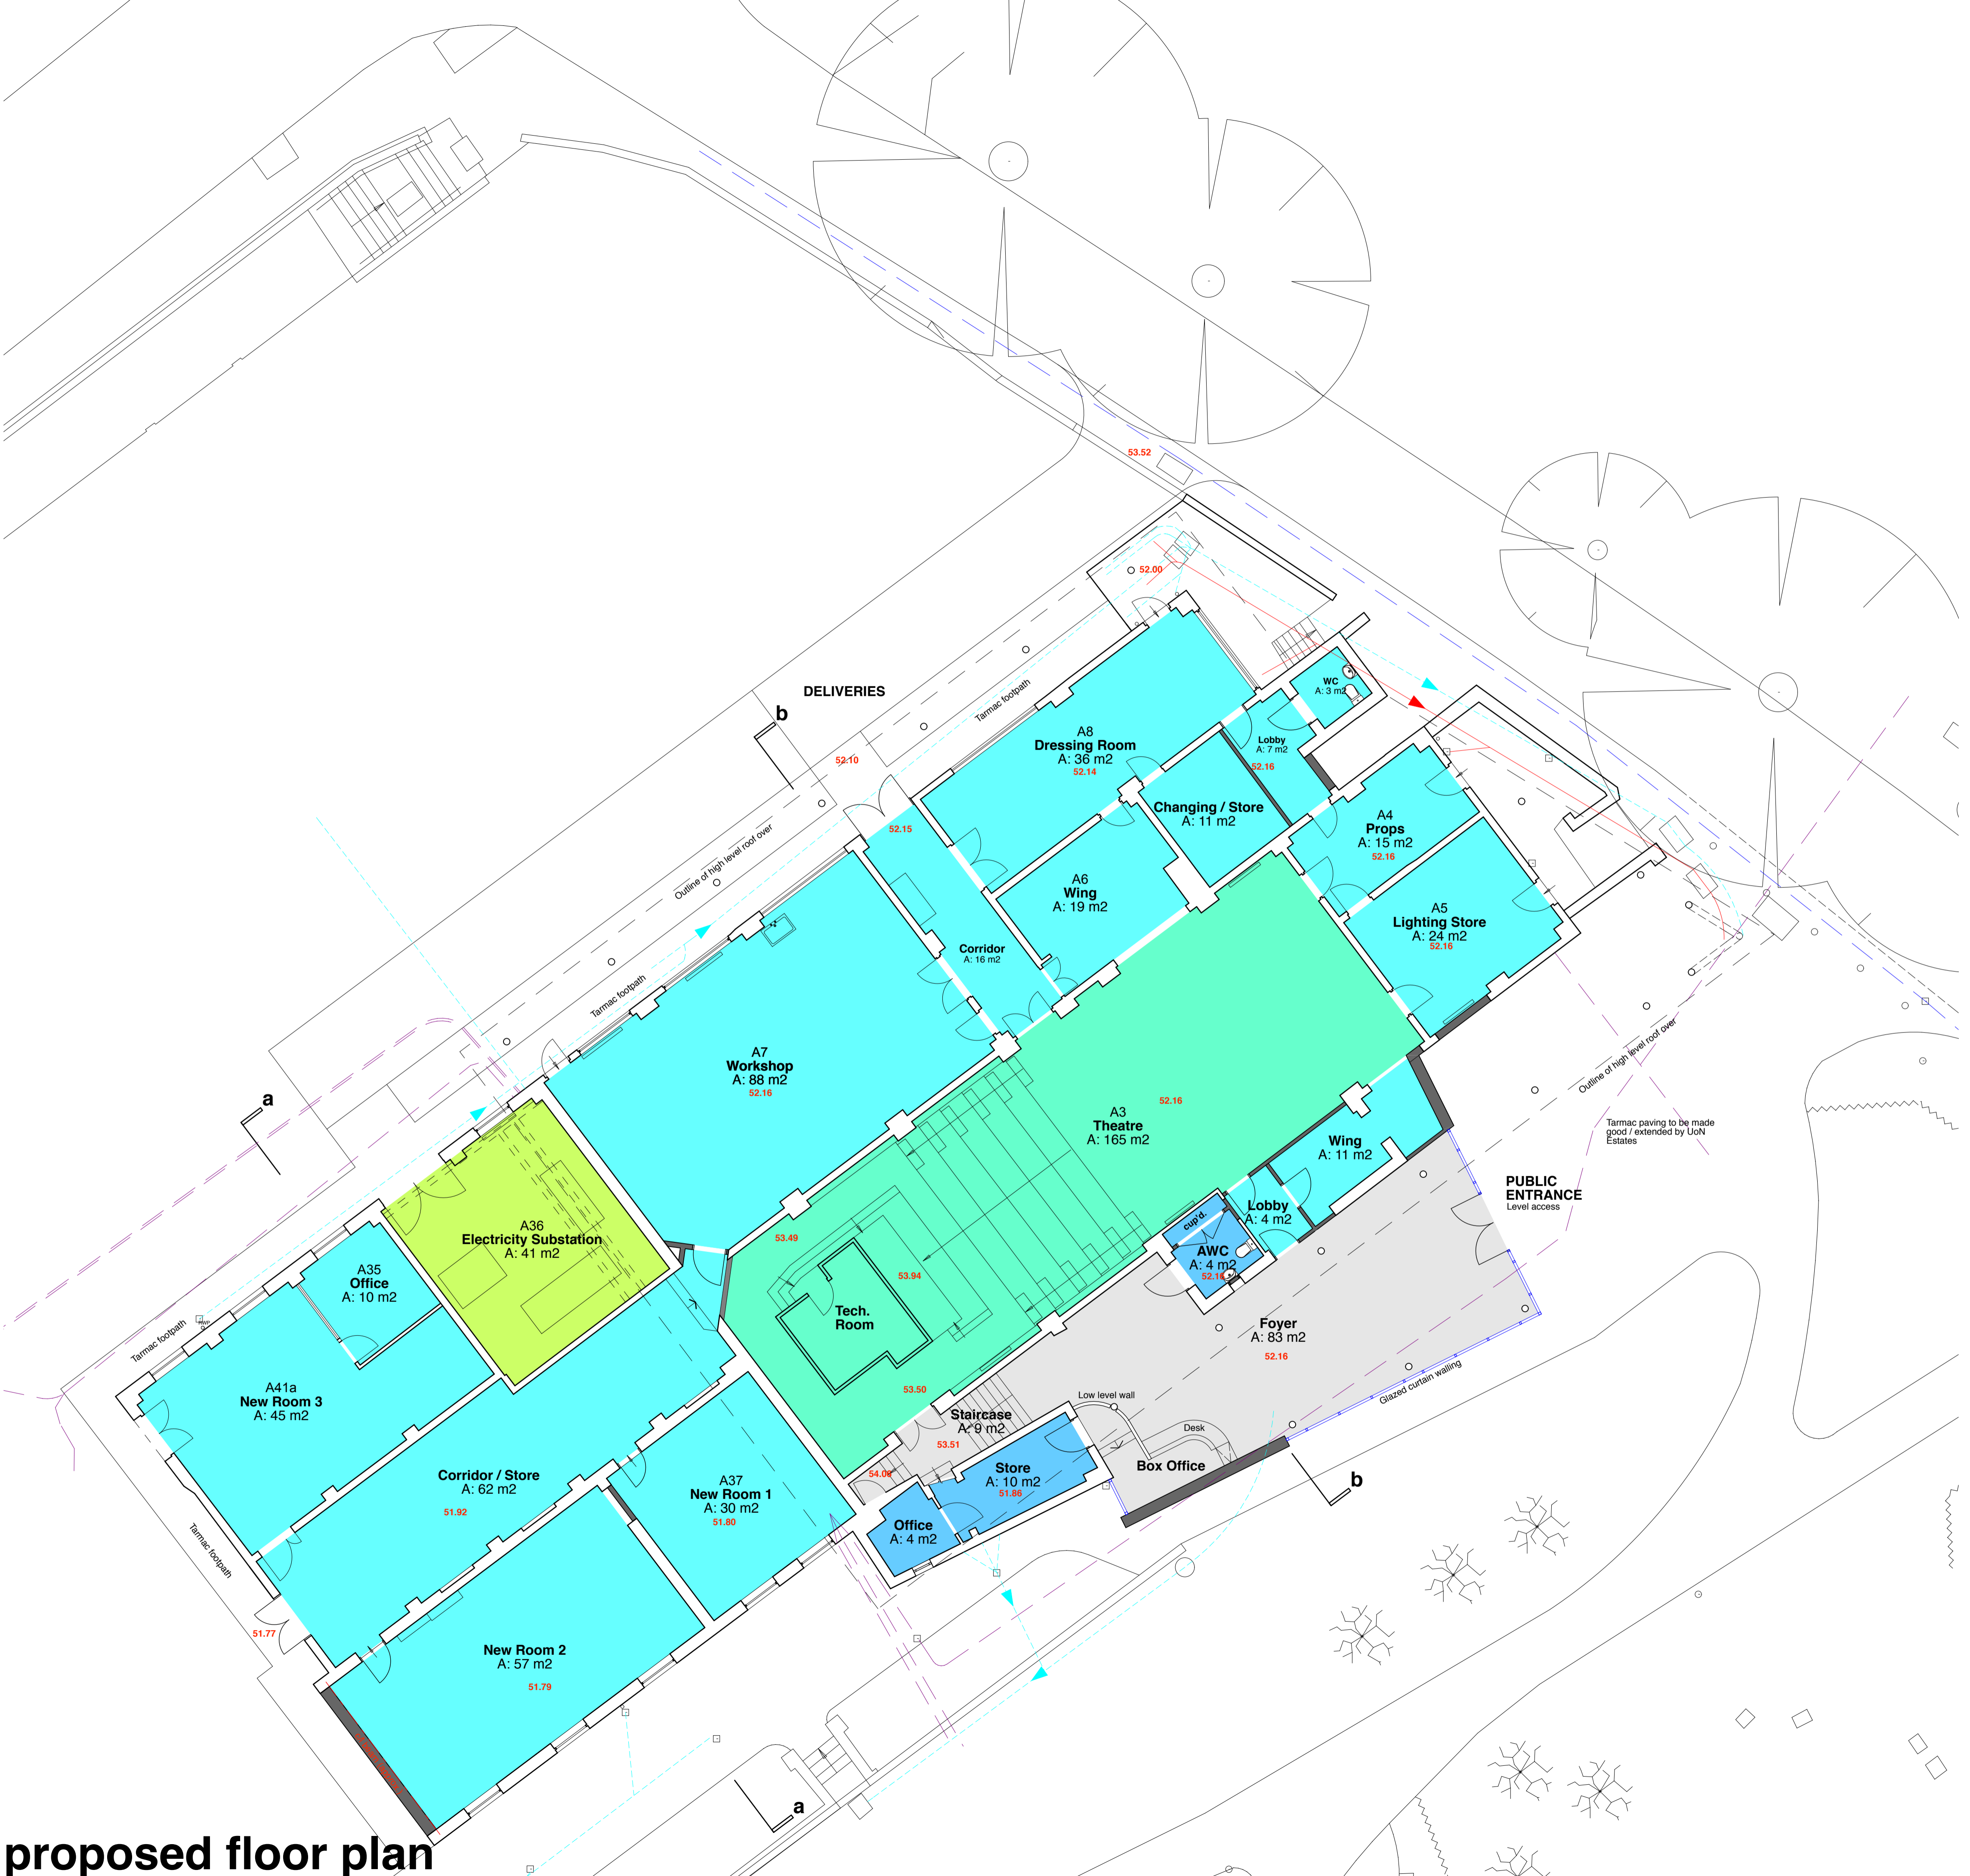 53.52
52.00
DELIVERIES
b
Tarmac footpath
52.10
WC
A: 3 m2
Lobby
A: 7 m2
52.16
A8
Dressing Room
A: 36 m2
52.14
Changing / Store
A: 11 m2
A4
Props
A: 15 m2
52.16
52.15
Outline of high level roof over
A6
Wing
A: 19 m2
A5
Lighting Store
A: 24 m2
52.16
Corridor
A: 16 m2
Tarmac footpath
A7
Workshop
A: 88 m2
52.16
a
52.16
A3
Theatre
A: 165 m2
Outline of high level roof over
Tarmac paving to be made
good / extended by UoN
Estates
Wing
A: 11 m2
PUBLIC
ENTRANCE
Level access
Lobby
A: 4 m2
cup'd.
AWC
A: 4 m2
52.16
A36
Electricity Substation
A: 41 m2
53.49
53.94
A35
Office
A: 10 m2
Tech.
Room
Foyer
A: 83 m2
52.16
RWP
Tarmac footpath
A41a
New Room 3
A: 45 m2
53.50
Glazed curtain walling
Low level wall
Staircase
A: 9 m2
53.51
Desk
Box Office
54.00
Store
A: 10 m2
51.86
b
Corridor / Store
A: 62 m2
51.92
A37
New Room 1
A: 30 m2
51.80
Office
A: 4 m2
Tarmac footpath
51.77
New Room 2
A: 57 m2
51.79
a
proposed floor plan